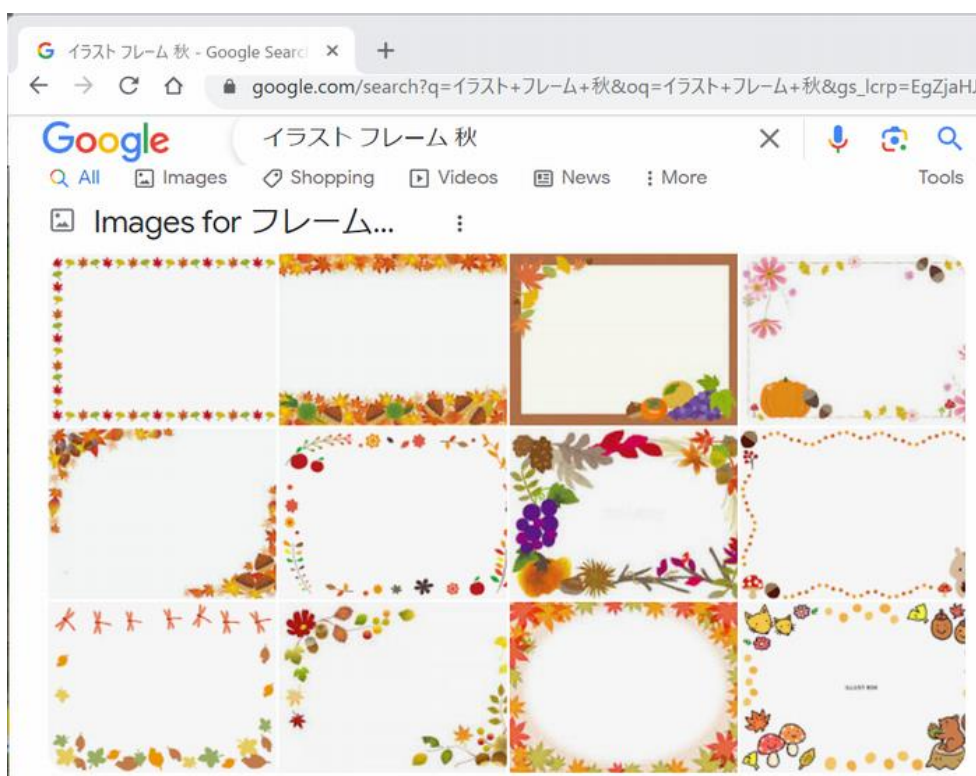 イラスト フレーム 秋 - Google Searc
google.com/search?q=イラスト+フレーム+秋&oq=イラスト+フレーム+秋&gs_lcrp=EgZjaHJ
Google イラスト フレーム 秋
All Images Shopping Videos News More Tools
Images for フレーム...
ILLUST BOX